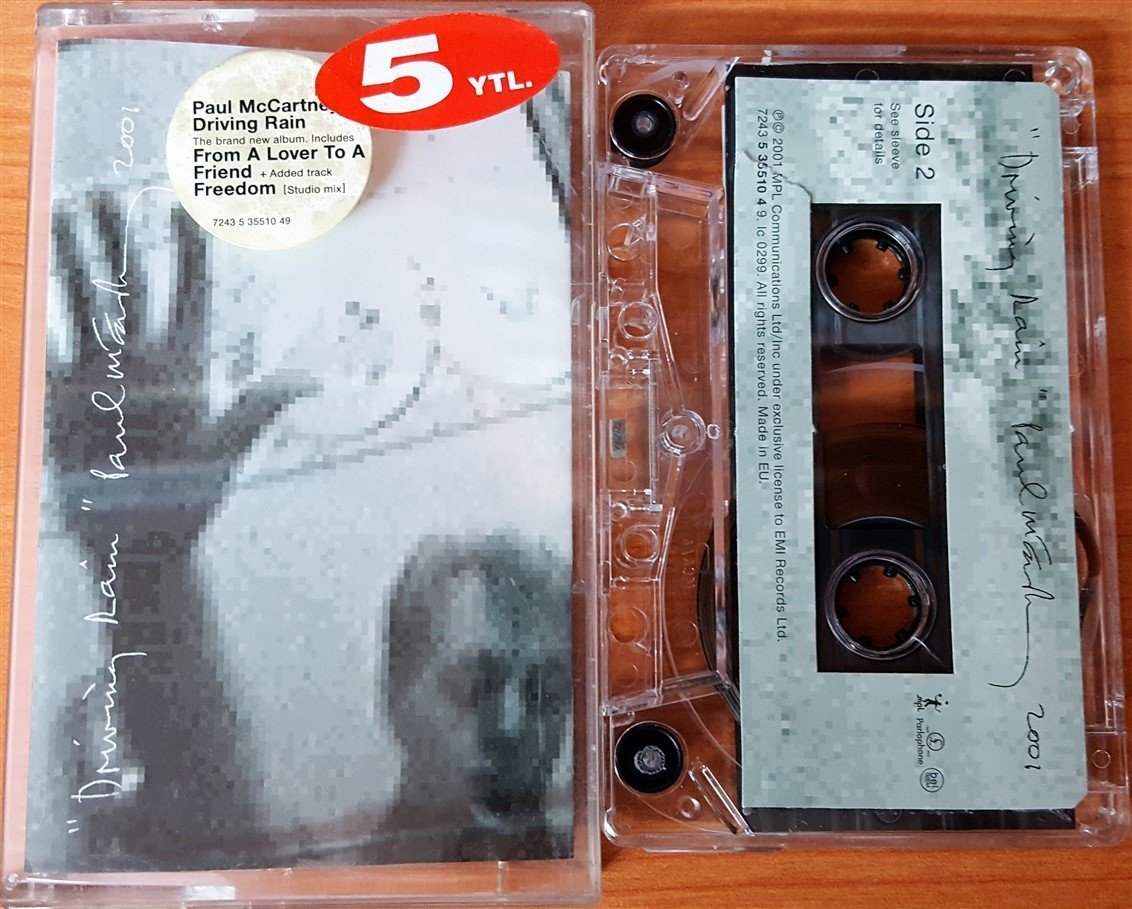 5 YTL.
Paul McCartney
Driving Rain
The brand new album. Includes
From A Lover To A
Friend + Added track
Freedom [Studio mix]
7243 5 35510 49
"Driving Rain" Paul McCartney 2001
Side 2
See sleeve
for details
"Driving Rain" Paul McCartney 2001
℗© 2001 MPL Communications Ltd/Inc under exclusive license to EMI Records Ltd.
7243 5 35510 4 9. lc 0299. All rights reserved. Made in EU.
mpl Parlophone